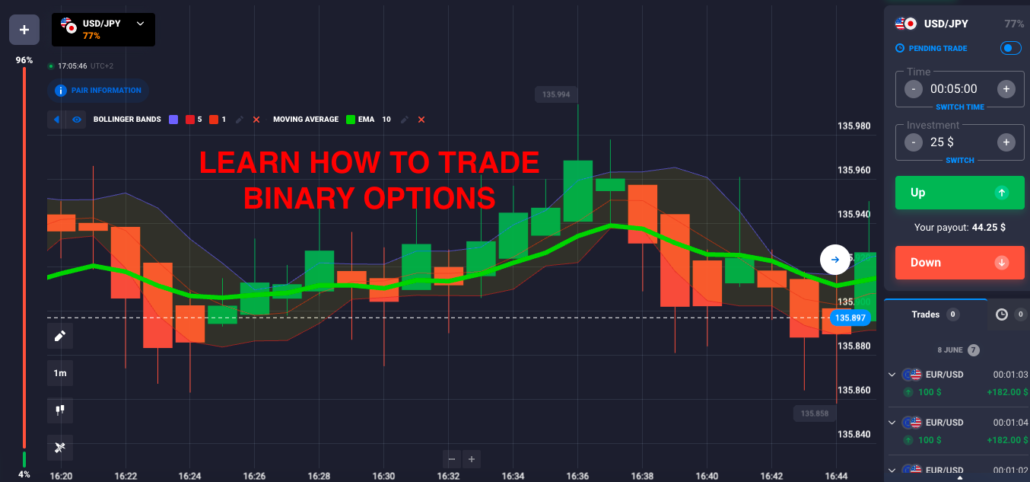 USD/JPY
77%
96%
17:05:46 UTC+2
PAIR INFORMATION
BOLLINGER BANDS 5 1 MOVING AVERAGE EMA 10
LEARN HOW TO TRADE
BINARY OPTIONS
135.994
135.980
135.960
135.940
135.900
135.897
135.880
135.860
135.858
135.840
1m
4%
16:20 16:22 16:24 16:26 16:28 16:30 16:32 16:34 16:36 16:38 16:40 16:42 16:44
USD/JPY 77%
PENDING TRADE
Time
- 00:05:00 +
SWITCH TIME
Investment
- 25 $ +
SWITCH
Up
Your payout: 44.25 $
Down
Trades 0 0
8 JUNE 7
EUR/USD 00:01:03
100 $ +182.00 $
EUR/USD 00:01:04
100 $ +182.00 $
EUR/USD 00:01:02